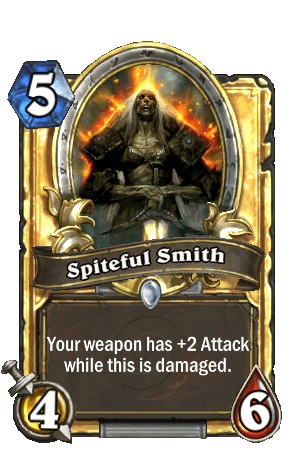 5
Spiteful Smith
Your weapon has +2 Attack
while this is damaged.
4
6